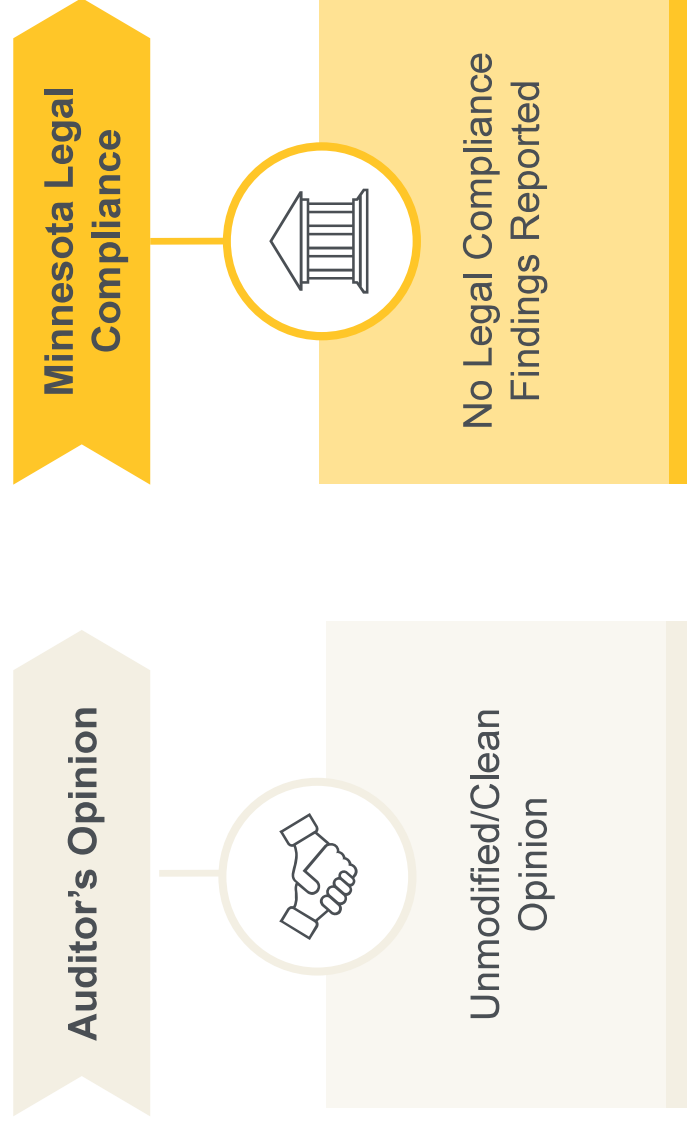 Auditor’s Opinion
Unmodified/Clean
Opinion
Minnesota Legal
Compliance
No Legal Compliance
Findings Reported